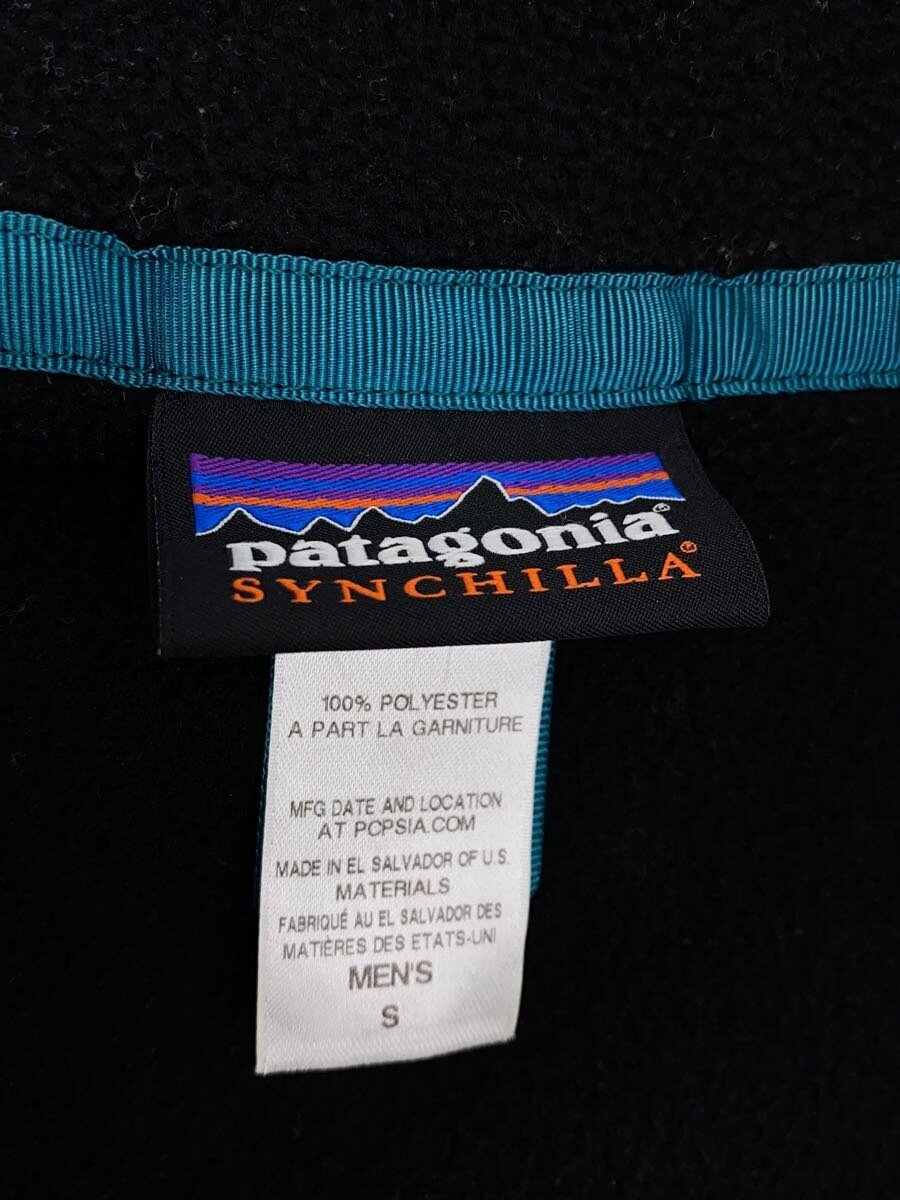 patagonia®
SYNCHILLA®
100% POLYESTER
A PART LA GARNITURE
MFG DATE AND LOCATION
AT PCPSIA.COM
MADE IN EL SALVADOR OF U.S.
MATERIALS
FABRIQUÉ AU EL SALVADOR DES
MATIÈRES DES ETATS-UNI
MEN'S
S